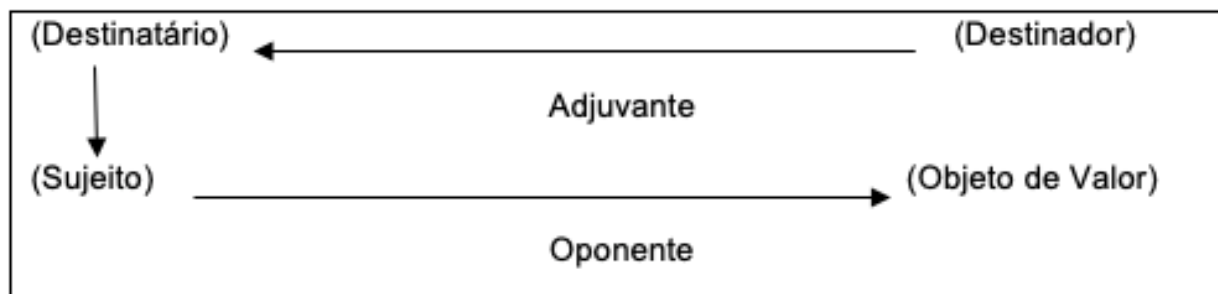 (Destinatário) (Destinador)
Adjuvante
(Sujeito) (Objeto de Valor)
Oponente